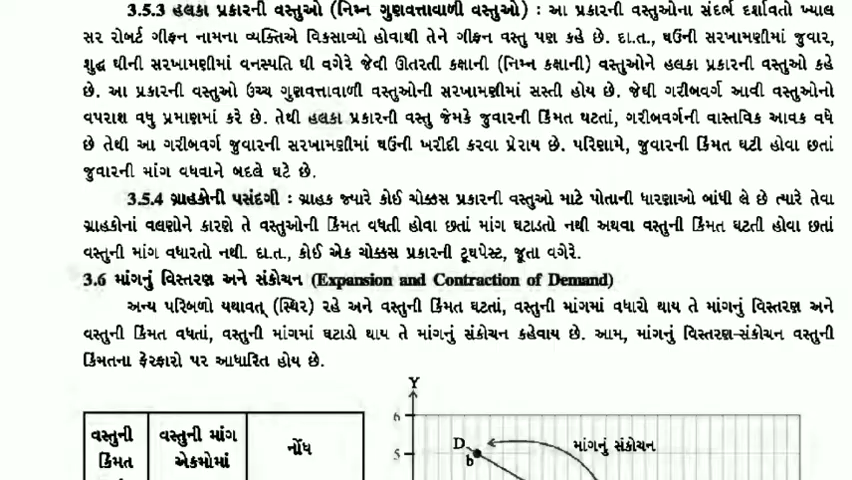 3.5.3 હલકા પ્રકારની વસ્તુઓ (નિમ્ન ગુણવત્તાવાળી વસ્તુઓ) : આ પ્રકારની વસ્તુઓના સંદર્ભ દર્શાવતો ખ્યાલ
સર રોબર્ટ ગીફન નામના વ્યક્તિએ વિકસાવ્યો હોવાથી તેને ગીફન વસ્તુ પણ કહે છે. દા.ત., ઘઉંની સરખામણીમાં જુવાર,
શુદ્ધ ઘીની સરખામણીમાં વનસ્પતિ ઘી વગેરે જેવી ઊતરતી કક્ષાની (નિમ્ન કક્ષાની) વસ્તુઓને હલકા પ્રકારની વસ્તુઓ કહે
છે. આ પ્રકારની વસ્તુઓ ઉચ્ચ ગુણવત્તાવાળી વસ્તુઓની સરખામણીમાં સસ્તી હોય છે. જેથી ગરીબવર્ગ આવી વસ્તુઓનો
વપરાશ વધુ પ્રમાણમાં કરે છે. તેથી હલકા પ્રકારની વસ્તુ જેમકે જુવારની કિંમત ઘટતાં, ગરીબવર્ગની વાસ્તવિક આવક વધે
છે તેથી આ ગરીબવર્ગ જુવારની સરખામણીમાં ઘઉંની ખરીદી કરવા પ્રેરાય છે. પરિણામે, જુવારની કિંમત ઘટી હોવા છતાં
જુવારની માંગ વધવાને બદલે ઘટે છે.
3.5.4 ગ્રાહકોની પસંદગી : ગ્રાહક જ્યારે કોઈ ચોક્કસ પ્રકારની વસ્તુઓ માટે પોતાની ધારણાઓ બાંધી લે છે ત્યારે તેવા
ગ્રાહકોનાં વલણોને કારણે તે વસ્તુઓની કિંમત વધતી હોવા છતાં માંગ ઘટાડતો નથી અથવા વસ્તુની કિંમત ઘટતી હોવા છતાં
વસ્તુની માંગ વધારતો નથી. દા.ત., કોઈ એક ચોક્કસ પ્રકારની ટૂથપેસ્ટ, જૂતા વગેરે.
3.6 માંગનું વિસ્તરણ અને સંકોચન (Expansion and Contraction of Demand)
અન્ય પરિબળો યથાવત્ (સ્થિર) રહે અને વસ્તુની કિંમત ઘટતાં, વસ્તુની માંગમાં વધારો થાય તે માંગનું વિસ્તરણ અને
વસ્તુની કિંમત વધતાં, વસ્તુની માંગમાં ઘટાડો થાય તે માંગનું સંકોચન કહેવાય છે. આમ, માંગનું વિસ્તરણ-સંકોચન વસ્તુની
કિંમતના ફેરફારો પર આધારિત હોય છે.
વસ્તુની
કિંમત
વસ્તુની માંગ
એકમોમાં
નોંધ
Y
6
5
D
b
માંગનું સંકોચન